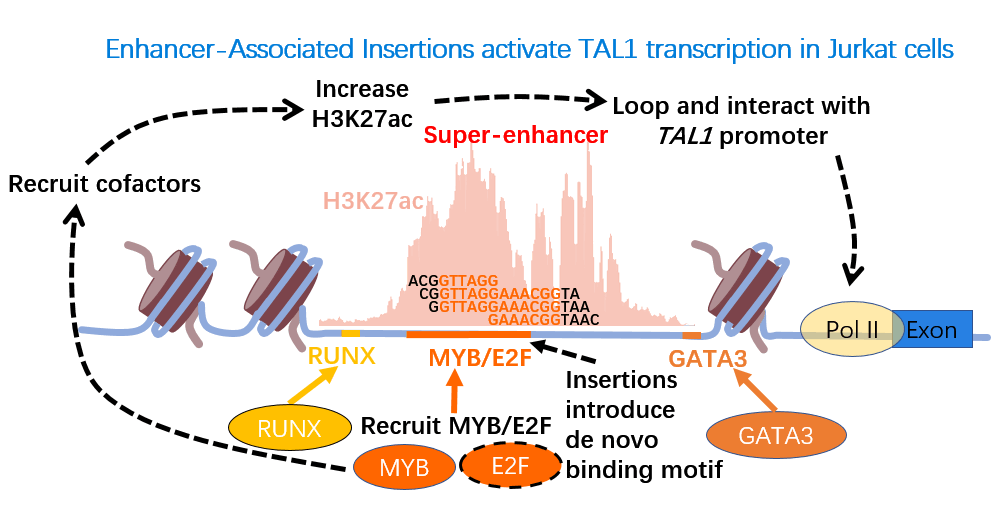 Enhancer-Associated Insertions activate TAL1 transcription in Jurkat cells
Increase
H3K27ac
Loop and interact with
TAL1 promoter
Super-enhancer
Recruit cofactors
H3K27ac
ACGGTTAGG
CGGTTAGGAAACGGTA
GGTTAGGAAACGGTAA
GAAACGGTAAC
Pol II
Exon
RUNX
MYB/E2F
GATA3
Insertions
introduce
de novo
binding motif
RUNX
Recruit MYB/E2F
GATA3
MYB
E2F